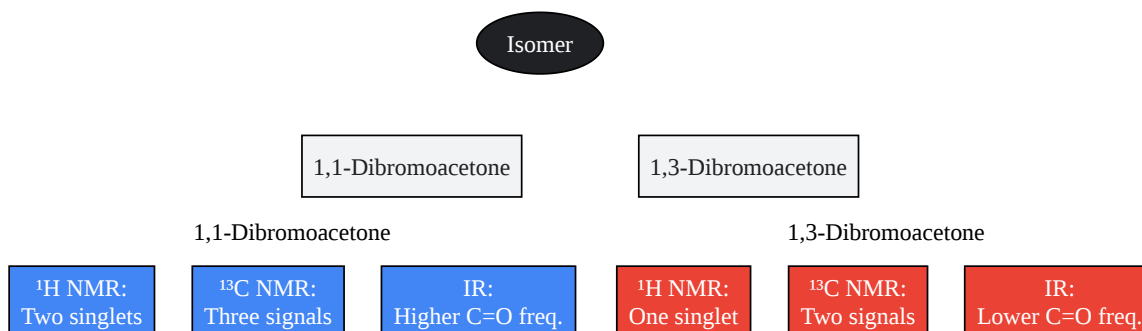 Isomer
1,1-Dibromoacetone
1,3-Dibromoacetone
1,1-Dibromoacetone
1,3-Dibromoacetone
¹H NMR:
Two singlets
¹³C NMR:
Three signals
IR:
Higher C=O freq.
¹H NMR:
One singlet
¹³C NMR:
Two signals
IR:
Lower C=O freq.